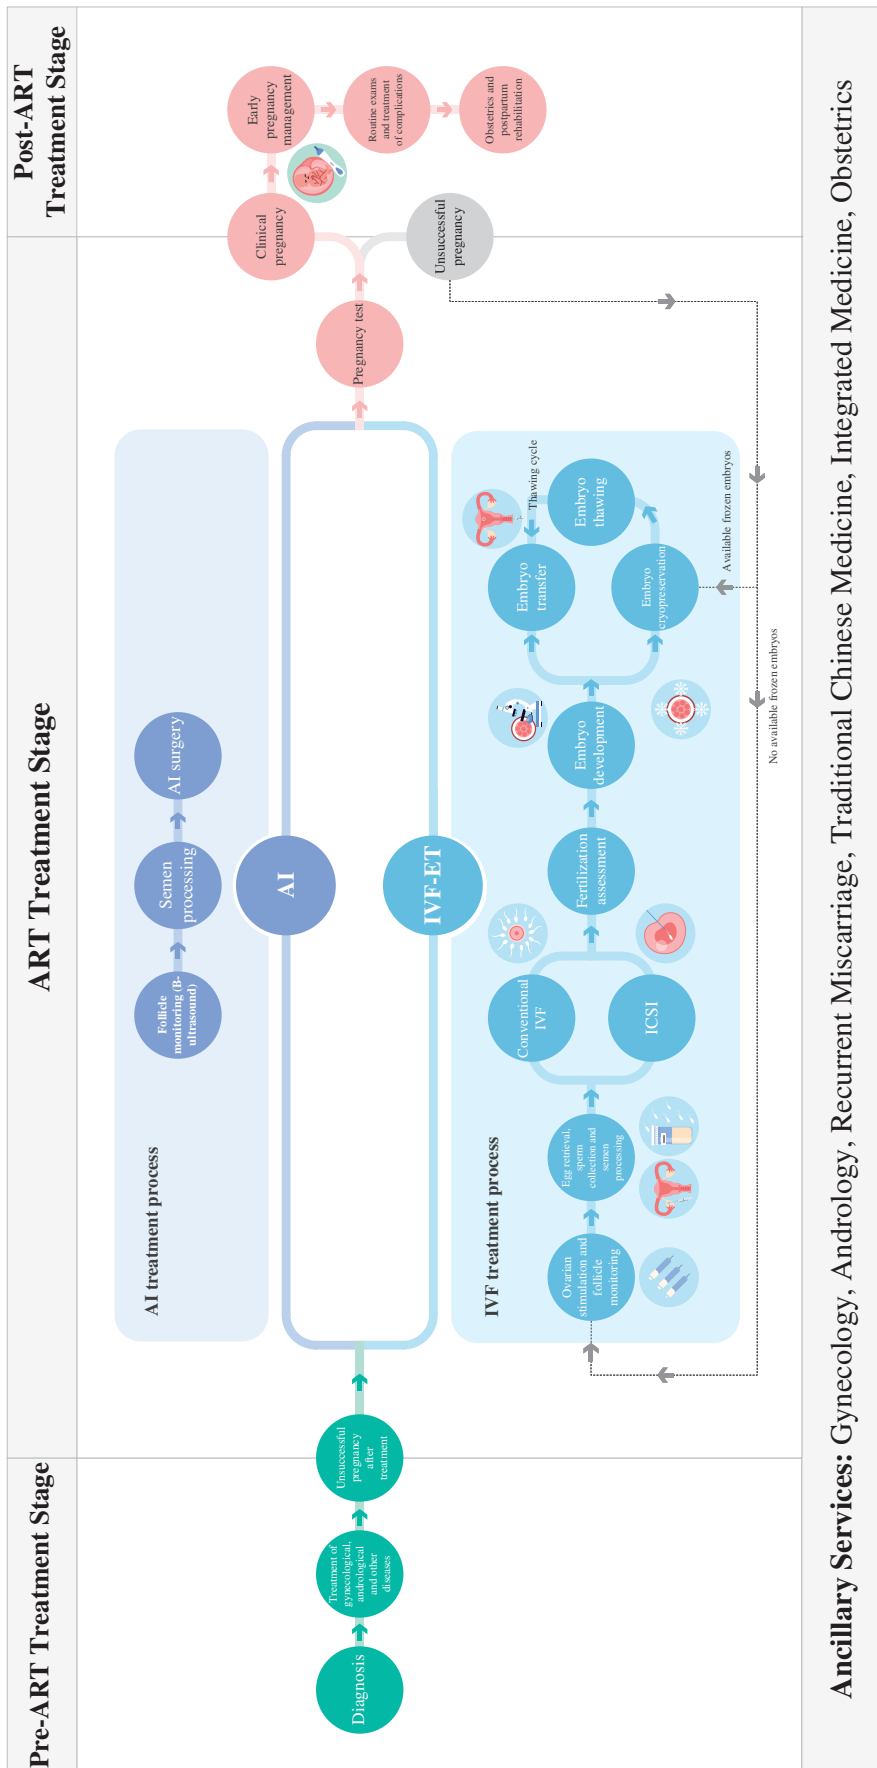 Pre-ART Treatment Stage
ART Treatment Stage
Post-ART
Treatment Stage
Diagnosis
Treatment of
gynecological,
andrological
and other
diseases
Unsuccessful
pregnancy
after
treatment
AI treatment process
Follicle
monitoring (B-
ultrasound)
Semen
processing
AI surgery
AI
IVF-ET
IVF treatment process
Ovarian
stimulation and
follicle
monitoring
Egg retrieval,
sperm
collection and
semen
processing
Conventional
IVF
ICSI
Fertilization
assessment
Embryo
development
Embryo
transfer
Embryo
cryopreservation
Embryo
thawing
Thawing cycle
Available frozen embryos
No available frozen embryos
Pregnancy test
Clinical
pregnancy
Unsuccessful
pregnancy
Early
pregnancy
management
Routine exams
and treatment
of complications
Obstetrics and
postpartum
rehabilitation
Ancillary Services: Gynecology, Andrology, Recurrent Miscarriage, Traditional Chinese Medicine, Integrated Medicine, Obstetrics